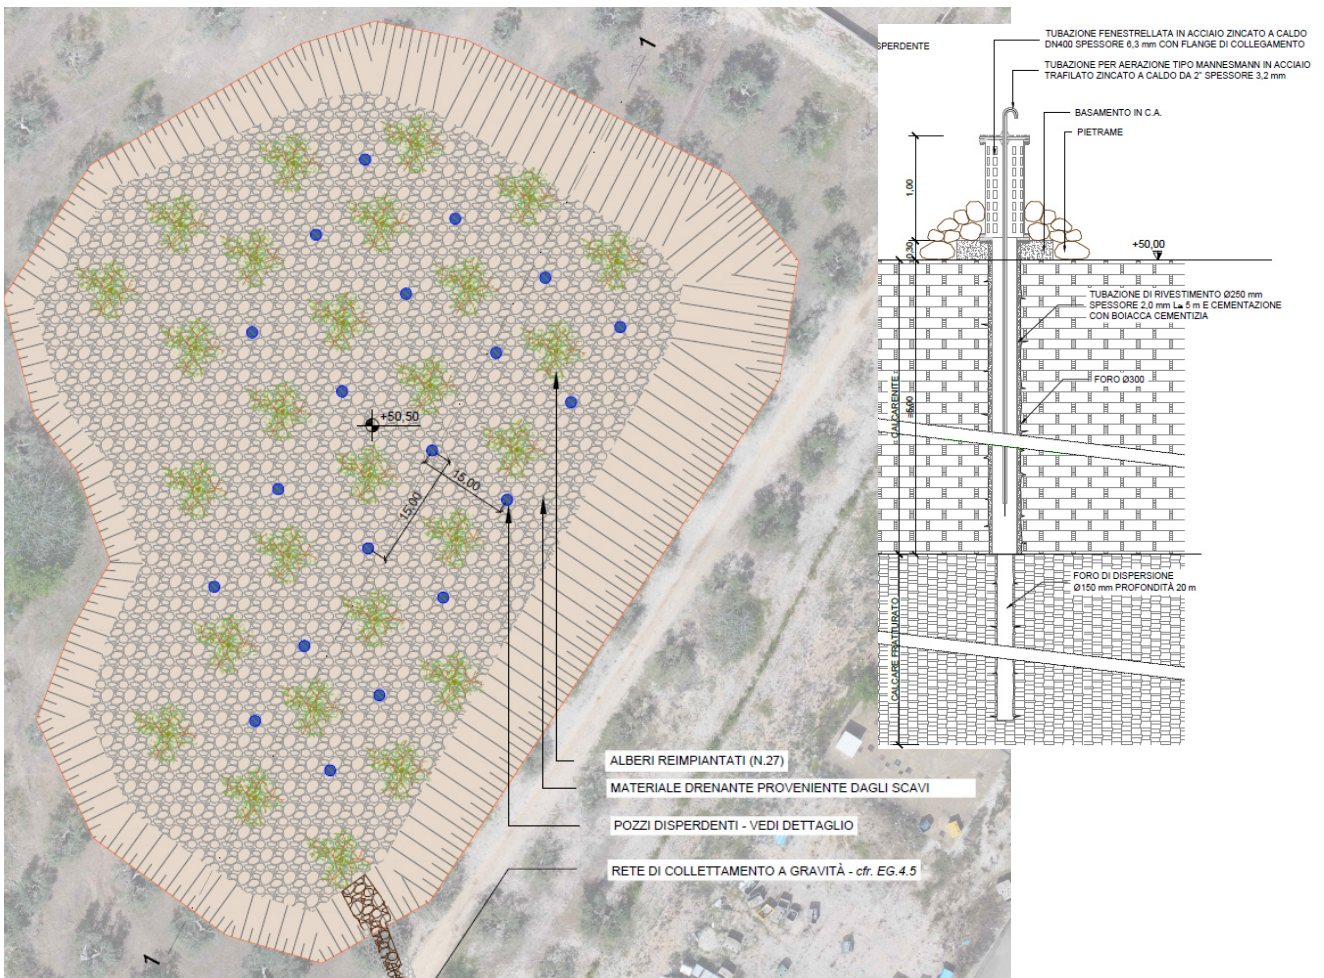 1
SPERDENTE
TUBAZIONE FENESTRELLATA IN ACCIAIO ZINCATO A CALDO
DN400 SPESSORE 6,3 mm CON FLANGE DI COLLEGAMENTO
TUBAZIONE PER AERAZIONE TIPO MANNESMANN IN ACCIAIO
TRAFILATO ZINCATO A CALDO DA 2" SPESSORE 3,2 mm
BASAMENTO IN C.A.
PIETRAME
1,00
0,30
+50,00
TUBAZIONE DI RIVESTIMENTO Ø250 mm
SPESSORE 2,0 mm L= 5 m E CEMENTAZIONE
CON BOIACCA CEMENTIZIA
FORO Ø300
CALCARENITE
≅5,00
FORO DI DISPERSIONE
Ø150 mm PROFONDITÀ 20 m
CALCARE FRATTURATO
+50,50
15,00
15,00
ALBERI REIMPIANTATI (N.27)
MATERIALE DRENANTE PROVENIENTE DAGLI SCAVI
POZZI DISPERDENTI - VEDI DETTAGLIO
RETE DI COLLETTAMENTO A GRAVITÀ - cfr. EG.4.5
1